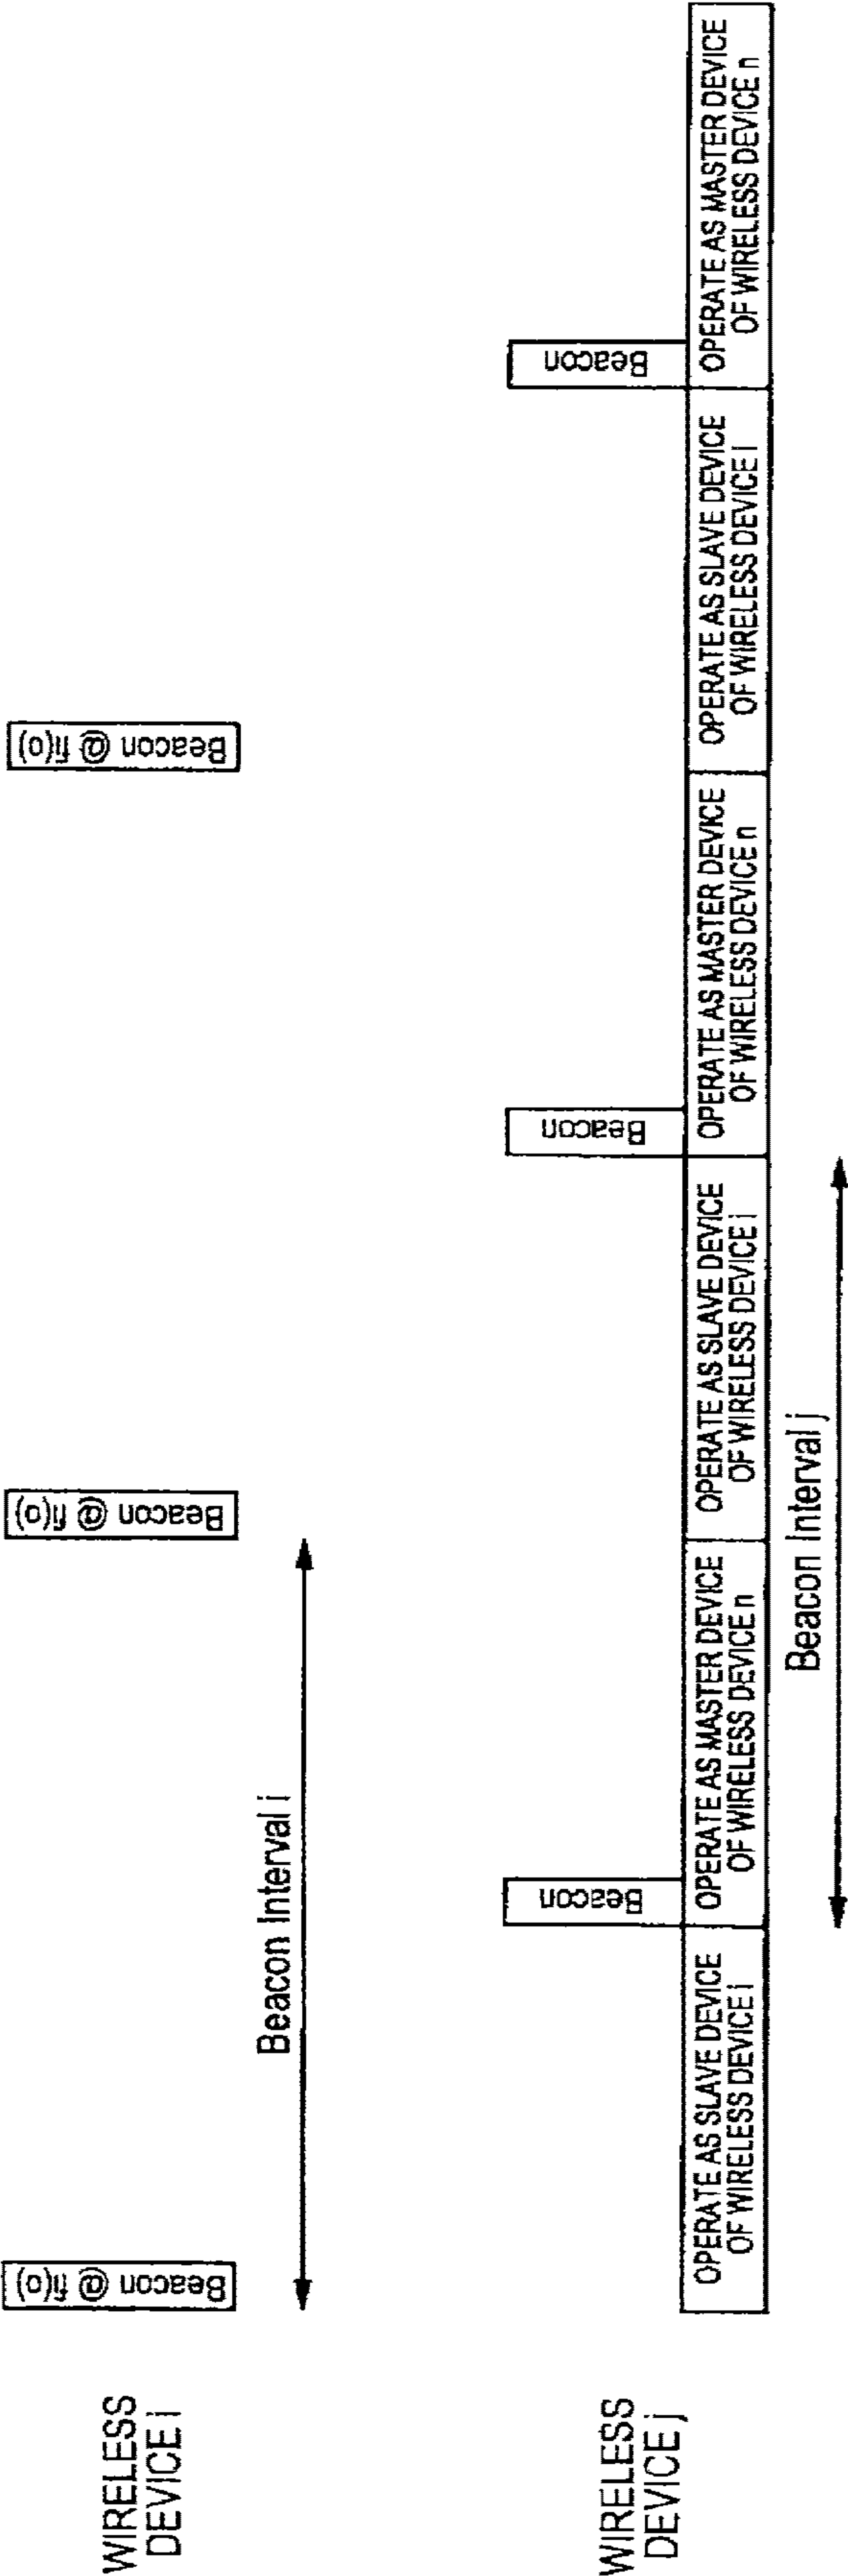 WIRELESS
DEVICE i
Beacon @ fi(o)
Beacon @ fi(o)
Beacon @ fi(o)
Beacon Interval i
WIRELESS
DEVICE j
Beacon
Beacon
Beacon
OPERATE AS SLAVE DEVICE
OF WIRELESS DEVICE i
OPERATE AS MASTER DEVICE
OF WIRELESS DEVICE n
OPERATE AS SLAVE DEVICE
OF WIRELESS DEVICE i
OPERATE AS MASTER DEVICE
OF WIRELESS DEVICE n
OPERATE AS SLAVE DEVICE
OF WIRELESS DEVICE i
OPERATE AS MASTER DEVICE
OF WIRELESS DEVICE n
Beacon Interval j